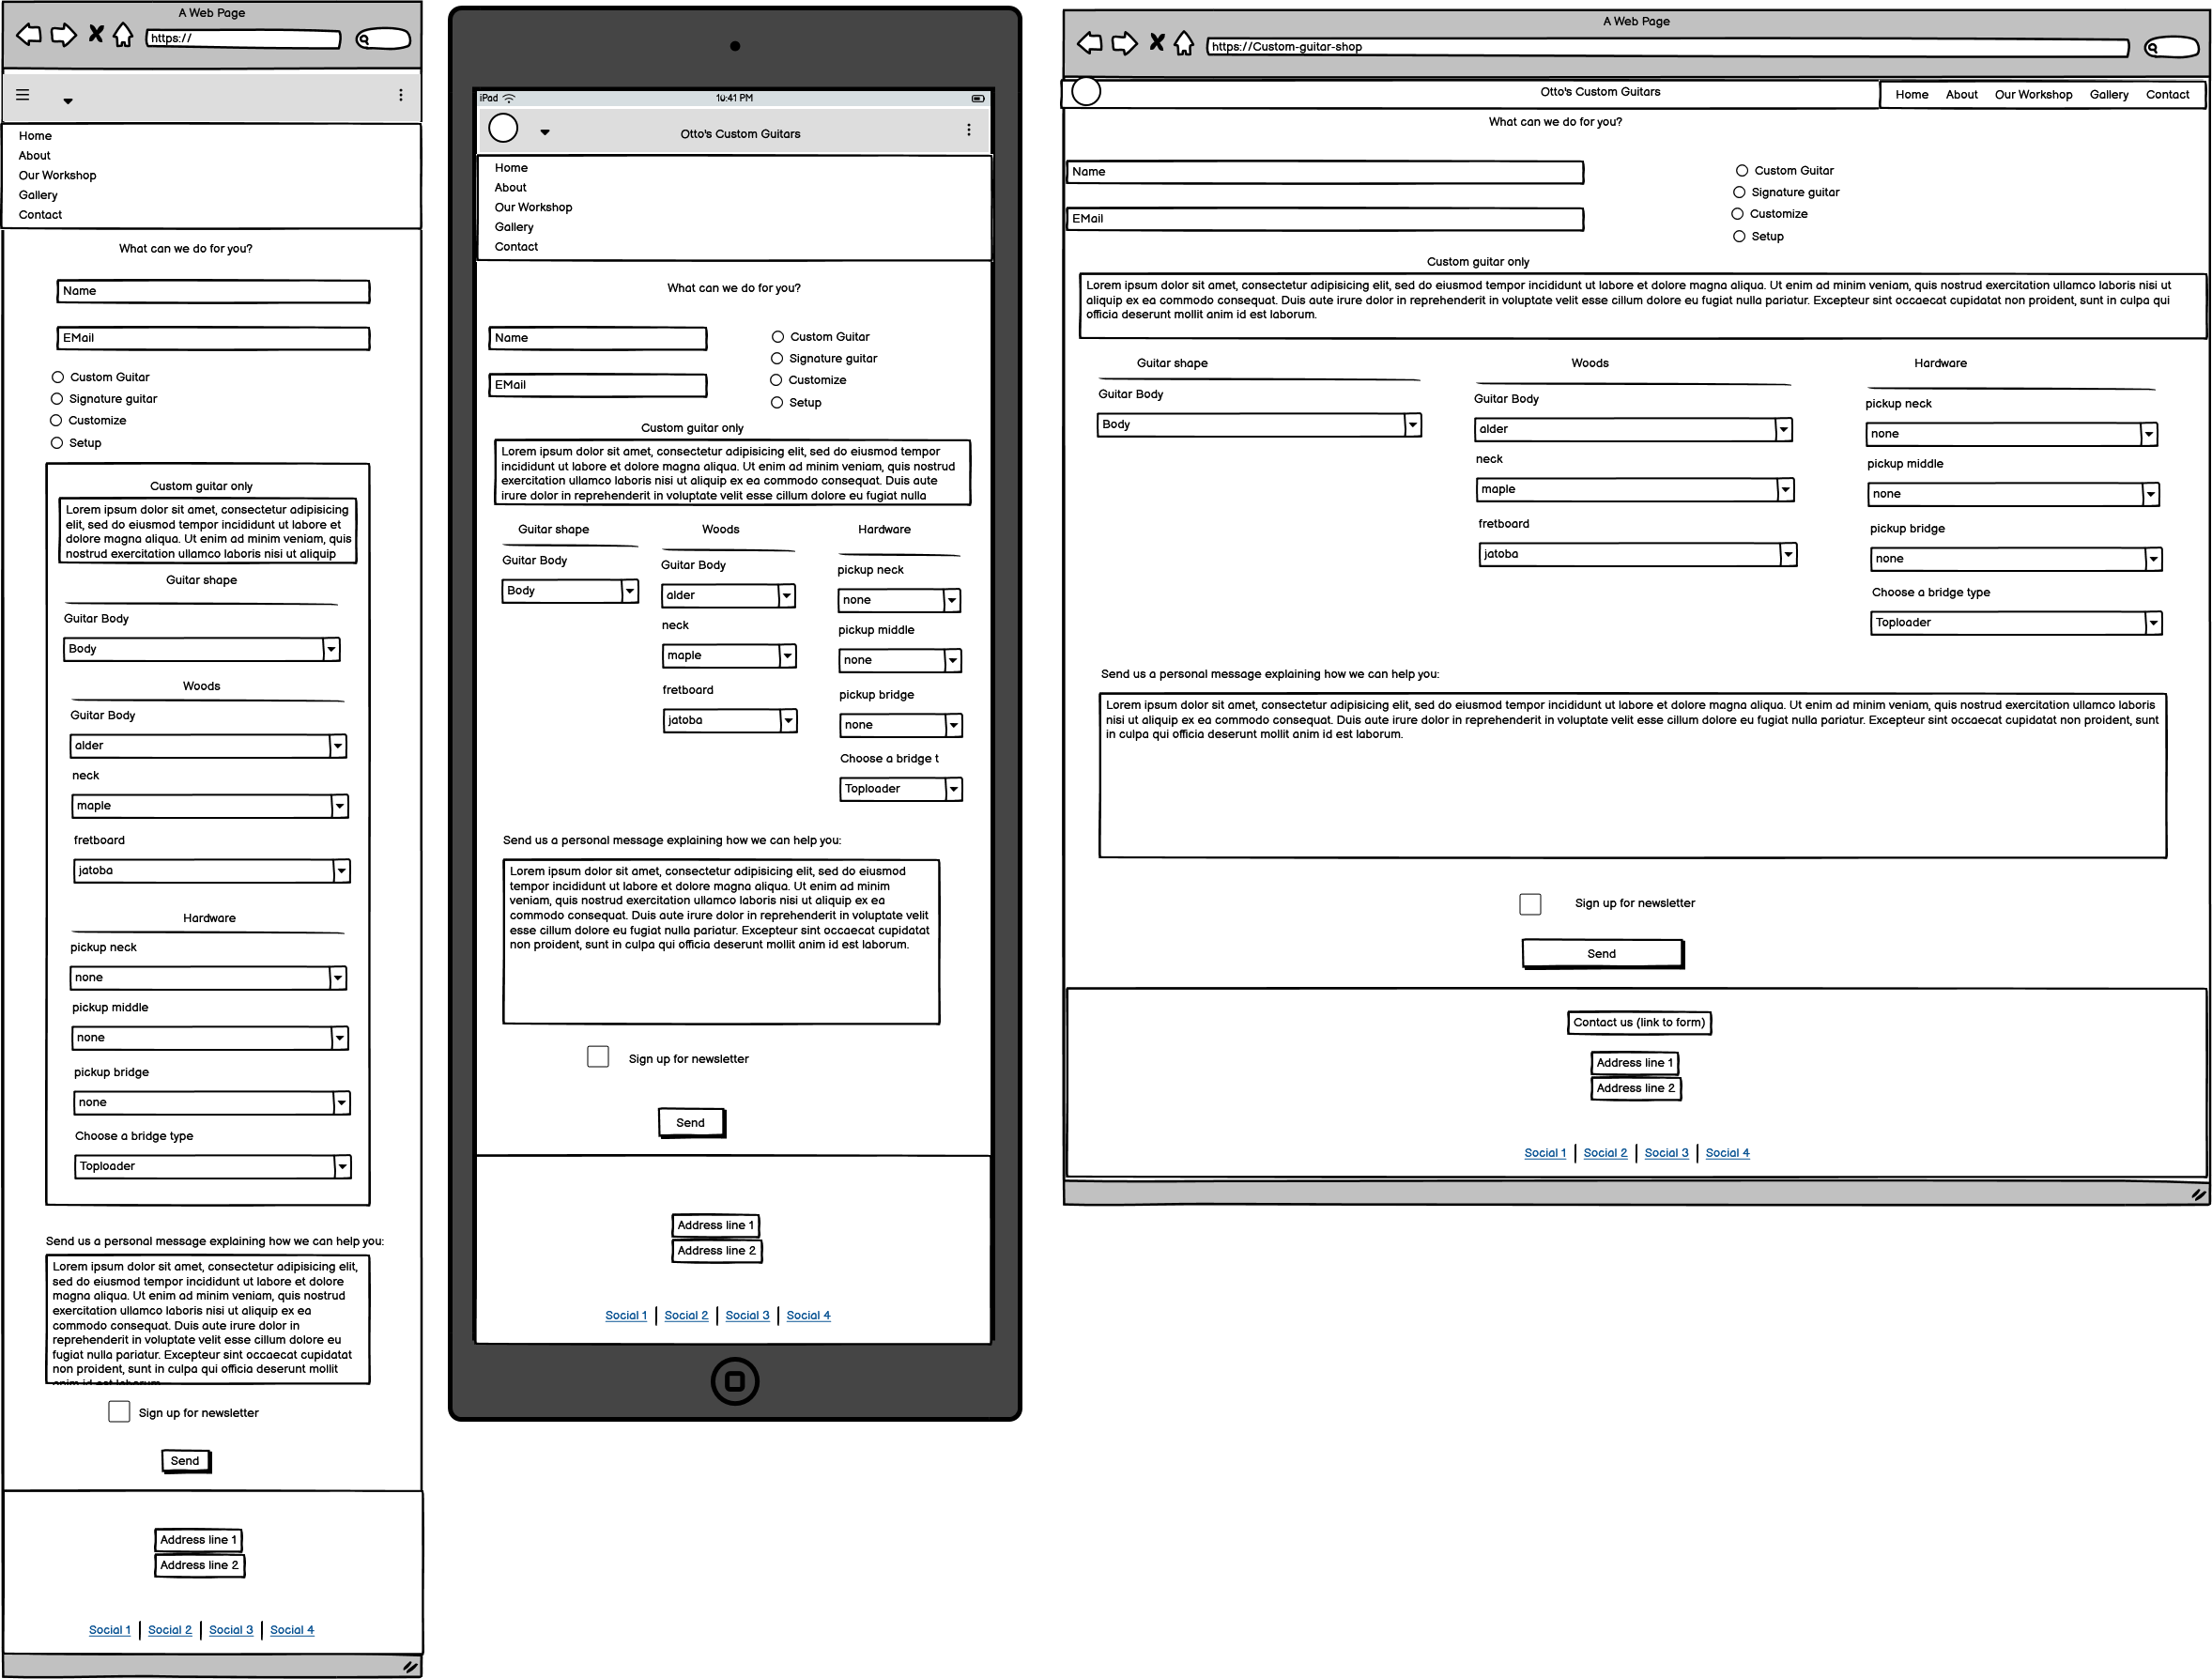 A Web Page
https://
Home
About
Our Workshop
Gallery
Contact
What can we do for you?
Name
EMail
Custom Guitar
Signature guitar
Customize
Setup
Custom guitar only
Lorem ipsum dolor sit amet, consectetur adipisicing
elit, sed do eiusmod tempor incididunt ut labore et
dolore magna aliqua. Ut enim ad minim veniam, quis
nostrud exercitation ullamco laboris nisi ut aliquip
Guitar shape
Guitar Body
Body
Woods
Guitar Body
alder
neck
maple
fretboard
jatoba
Hardware
pickup neck
none
pickup middle
none
pickup bridge
none
Choose a bridge type
Toploader
Send us a personal message explaining how we can help you:
Lorem ipsum dolor sit amet, consectetur adipisicing elit,
sed do eiusmod tempor incididunt ut labore et dolore
magna aliqua. Ut enim ad minim veniam, quis nostrud
exercitation ullamco laboris nisi ut aliquip ex ea
commodo consequat. Duis aute irure dolor in
reprehenderit in voluptate velit esse cillum dolore eu
fugiat nulla pariatur. Excepteur sint occaecat cupidatat
non proident, sunt in culpa qui officia deserunt mollit
anim id est laborum.
Sign up for newsletter
Send
Address line 1
Address line 2
Social 1 | Social 2 | Social 3 | Social 4
iPad 10:41 PM
Otto's Custom Guitars
Home
About
Our Workshop
Gallery
Contact
What can we do for you?
Name
EMail
Custom Guitar
Signature guitar
Customize
Setup
Custom guitar only
Lorem ipsum dolor sit amet, consectetur adipisicing elit, sed do eiusmod tempor
incididunt ut labore et dolore magna aliqua. Ut enim ad minim veniam, quis nostrud
exercitation ullamco laboris nisi ut aliquip ex ea commodo consequat. Duis aute
irure dolor in reprehenderit in voluptate velit esse cillum dolore eu fugiat nulla
Guitar shape
Guitar Body
Body
Woods
Guitar Body
alder
neck
maple
fretboard
jatoba
Hardware
pickup neck
none
pickup middle
none
pickup bridge
none
Choose a bridge t
Toploader
Send us a personal message explaining how we can help you:
Lorem ipsum dolor sit amet, consectetur adipisicing elit, sed do eiusmod
tempor incididunt ut labore et dolore magna aliqua. Ut enim ad minim
veniam, quis nostrud exercitation ullamco laboris nisi ut aliquip ex ea
commodo consequat. Duis aute irure dolor in reprehenderit in voluptate velit
esse cillum dolore eu fugiat nulla pariatur. Excepteur sint occaecat cupidatat
non proident, sunt in culpa qui officia deserunt mollit anim id est laborum.
Sign up for newsletter
Send
Address line 1
Address line 2
Social 1 | Social 2 | Social 3 | Social 4
A Web Page
https://Custom-guitar-shop
Otto's Custom Guitars
Home About Our Workshop Gallery Contact
What can we do for you?
Name
EMail
Custom Guitar
Signature guitar
Customize
Setup
Custom guitar only
Lorem ipsum dolor sit amet, consectetur adipisicing elit, sed do eiusmod tempor incididunt ut labore et dolore magna aliqua. Ut enim ad minim veniam, quis nostrud exercitation ullamco laboris nisi ut
aliquip ex ea commodo consequat. Duis aute irure dolor in reprehenderit in voluptate velit esse cillum dolore eu fugiat nulla pariatur. Excepteur sint occaecat cupidatat non proident, sunt in culpa qui
officia deserunt mollit anim id est laborum.
Guitar shape
Guitar Body
Body
Woods
Guitar Body
alder
neck
maple
fretboard
jatoba
Hardware
pickup neck
none
pickup middle
none
pickup bridge
none
Choose a bridge type
Toploader
Send us a personal message explaining how we can help you:
Lorem ipsum dolor sit amet, consectetur adipisicing elit, sed do eiusmod tempor incididunt ut labore et dolore magna aliqua. Ut enim ad minim veniam, quis nostrud exercitation ullamco laboris
nisi ut aliquip ex ea commodo consequat. Duis aute irure dolor in reprehenderit in voluptate velit esse cillum dolore eu fugiat nulla pariatur. Excepteur sint occaecat cupidatat non proident, sunt
in culpa qui officia deserunt mollit anim id est laborum.
Sign up for newsletter
Send
Contact us (link to form)
Address line 1
Address line 2
Social 1 | Social 2 | Social 3 | Social 4